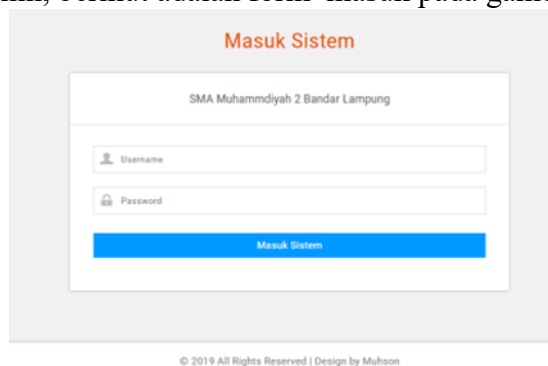 Masuk Sistem
SMA Muhammdiyah 2 Bandar Lampung
Username
Password
Masuk Sistem
© 2019 All Rights Reserved | Design by Muhson